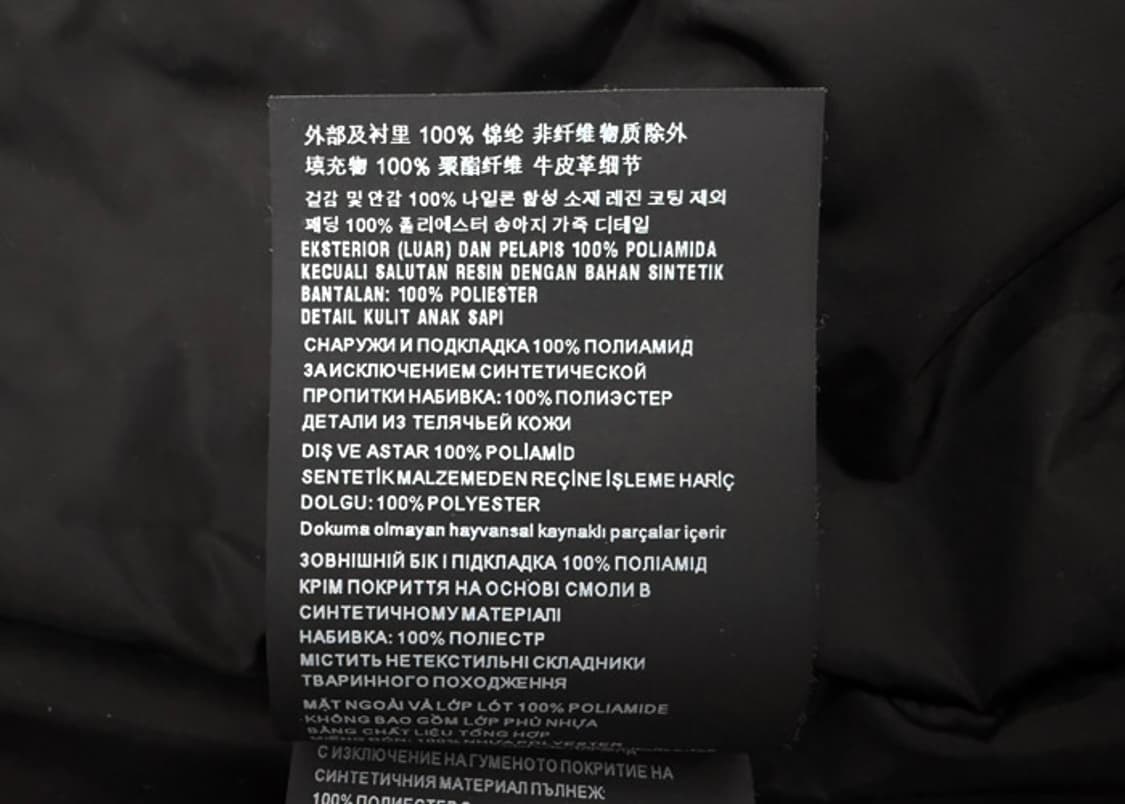 外部及衬里 100% 锦纶 非纤维物质除外
填充物 100% 聚酯纤维 牛皮革细节
겉감 및 안감 100% 나일론 합성 소재 레진 코팅 제외
패딩 100% 폴리에스터 송아지 가죽 디테일
EKSTERIOR (LUAR) DAN PELAPIS 100% POLIAMIDA
KECUALI SALUTAN RESIN DENGAN BAHAN SINTETIK
BANTALAN: 100% POLIESTER
DETAIL KULIT ANAK SAPI
СНАРУЖИ И ПОДКЛАДКА 100% ПОЛИАМИД
ЗА ИСКЛЮЧЕНИЕМ СИНТЕТИЧЕСКОЙ
ПРОПИТКИ НАБИВКА: 100% ПОЛИЭСТЕР
ДЕТАЛИ ИЗ ТЕЛЯЧЬЕЙ КОЖИ
DIŞ VE ASTAR 100% POLİAMİD
SENTETİK MALZEMEDEN REÇİNE İŞLEME HARİÇ
DOLGU: 100% POLYESTER
Dokuma olmayan hayvansal kaynaklı parçalar içerir
ЗОВНІШНІЙ БІК І ПІДКЛАДКА 100% ПОЛІАМІД
КРІМ ПОКРИТТЯ НА ОСНОВІ СМОЛИ В
СИНТЕТИЧНОМУ МАТЕРІАЛІ
НАБИВКА: 100% ПОЛІЕСТР
МІСТИТЬ НЕТЕКСТИЛЬНІ СКЛАДНИКИ
ТВАРИННОГО ПОХОДЖЕННЯ
MẶT NGOÀI VÀ LỚP LÓT 100% POLIAMIDE
KHÔNG BAO GỒM LỚP PHỦ NHỰA
BẰNG CHẤT LIỆU TỔNG HỢP
100% NHỰA POLYESTER
С ИЗКЛЮЧЕНИЕ НА ГУМЕНОТО ПОКРИТИЕ НА
СИНТЕТИЧНИЯ МАТЕРИАЛ ПЪЛНЕЖ:
100%